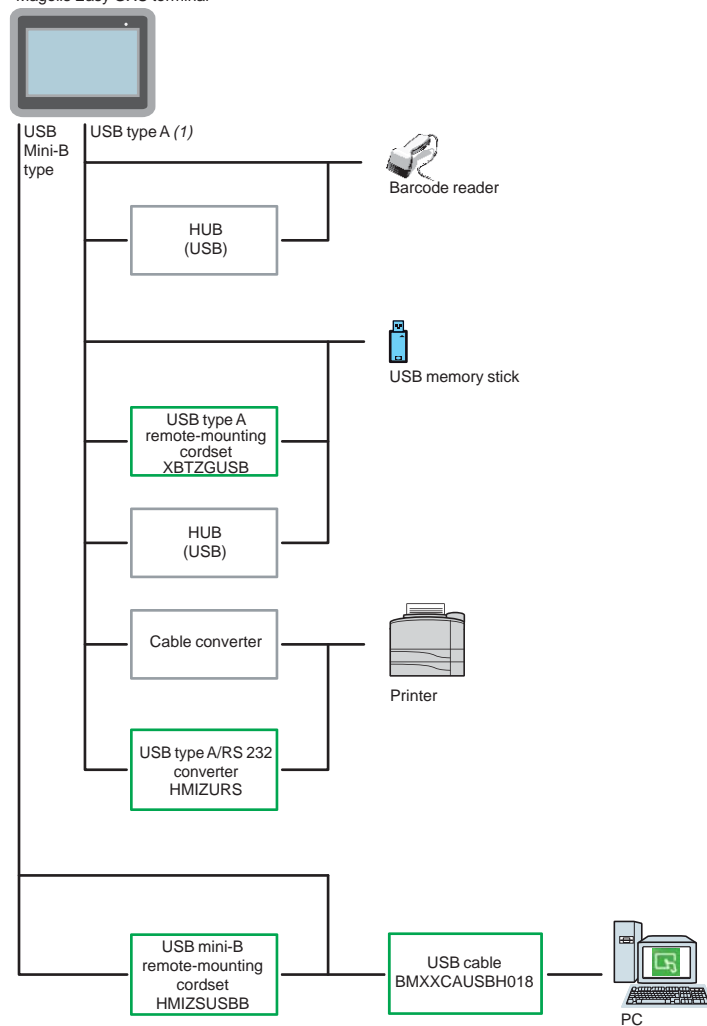 USB
Mini-B
type
USB type A (1)
Barcode reader
HUB
(USB)
USB memory stick
USB type A
remote-mounting
cordset
XBTZGUSB
HUB
(USB)
Cable converter
Printer
USB type A/RS 232
converter
HMIZURS
USB mini-B
remote-mounting
cordset
HMIZSUSBB
USB cable
BMXXCAUSBH018
PC